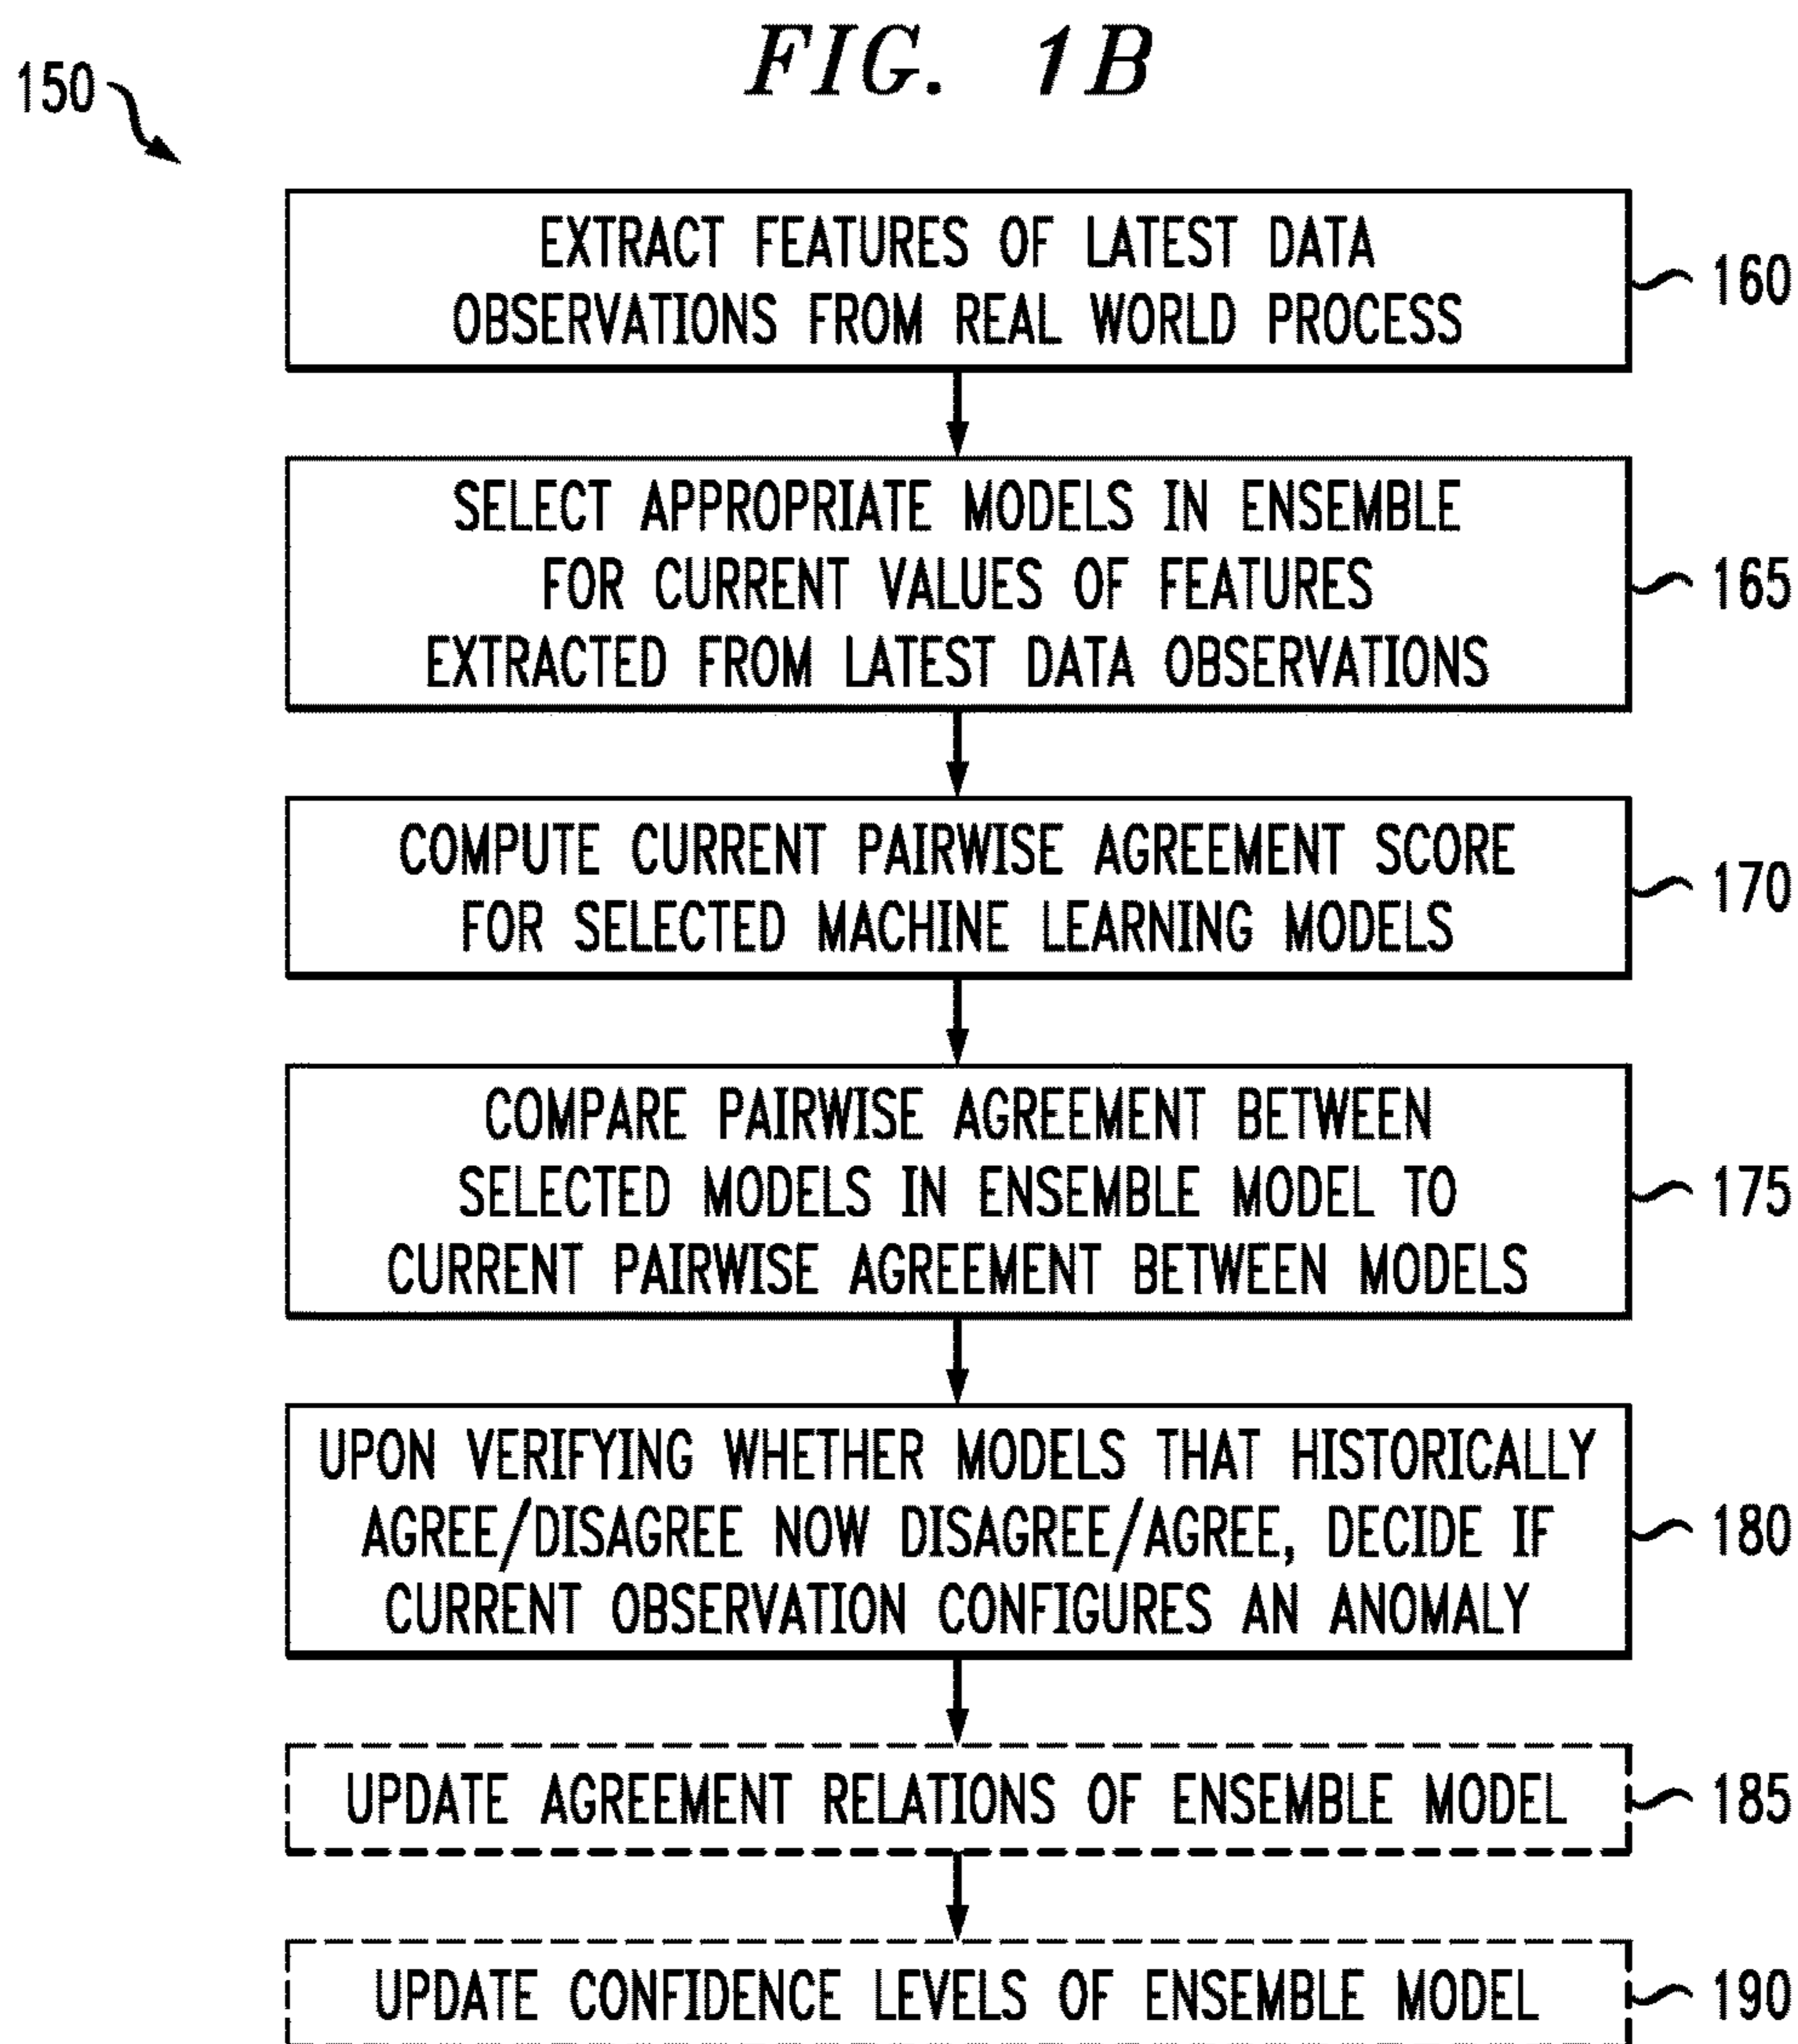 FIG. 1B
150
EXTRACT FEATURES OF LATEST DATA
OBSERVATIONS FROM REAL WORLD PROCESS
160
SELECT APPROPRIATE MODELS IN ENSEMBLE
FOR CURRENT VALUES OF FEATURES
EXTRACTED FROM LATEST DATA OBSERVATIONS
165
COMPUTE CURRENT PAIRWISE AGREEMENT SCORE
FOR SELECTED MACHINE LEARNING MODELS
170
COMPARE PAIRWISE AGREEMENT BETWEEN
SELECTED MODELS IN ENSEMBLE MODEL TO
CURRENT PAIRWISE AGREEMENT BETWEEN MODELS
175
UPON VERIFYING WHETHER MODELS THAT HISTORICALLY
AGREE/DISAGREE NOW DISAGREE/AGREE, DECIDE IF
CURRENT OBSERVATION CONFIGURES AN ANOMALY
180
UPDATE AGREEMENT RELATIONS OF ENSEMBLE MODEL
185
UPDATE CONFIDENCE LEVELS OF ENSEMBLE MODEL
190